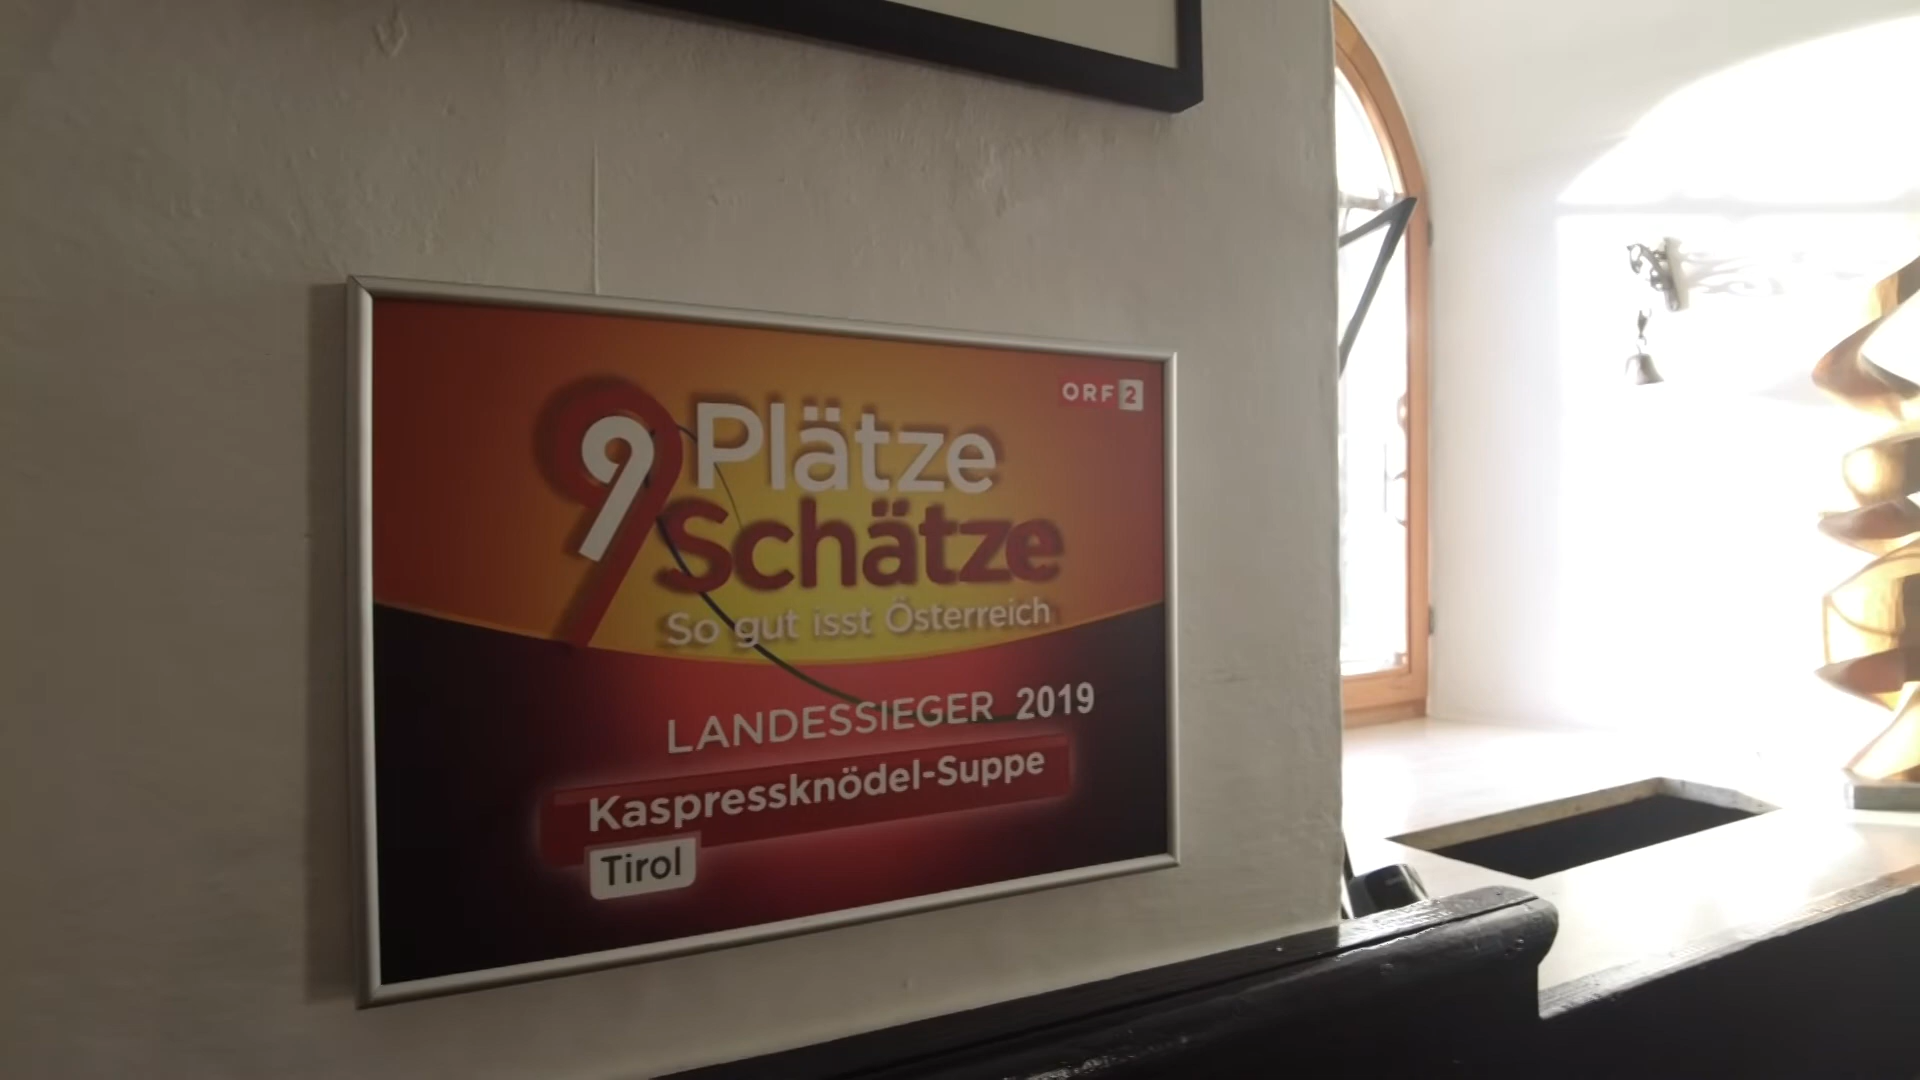 ORF 2
9 Plätze
Schätze
So gut isst Österreich
LANDESSIEGER 2019
Kaspressknödel-Suppe
Tirol